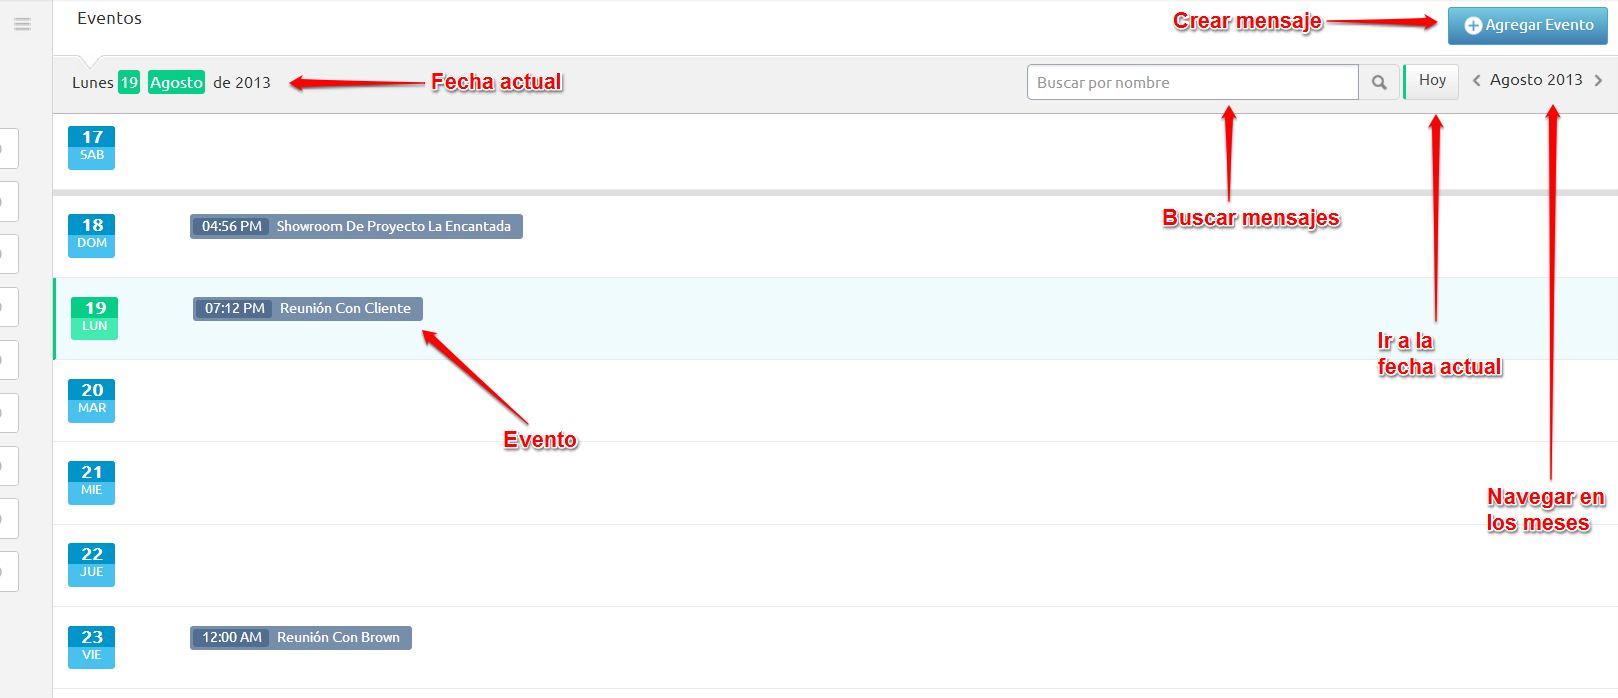 Eventos
Crear mensaje
Agregar Evento
Lunes 19 Agosto de 2013
Fecha actual
Buscar por nombre
Hoy
Agosto 2013
17
SAB
Buscar mensajes
18
DOM
04:56 PM Showroom De Proyecto La Encantada
19
LUN
07:12 PM Reunión Con Cliente
Ir a la
fecha actual
20
MAR
Evento
21
MIE
Navegar en
los meses
22
JUE
23
VIE
12:00 AM Reunión Con Brown